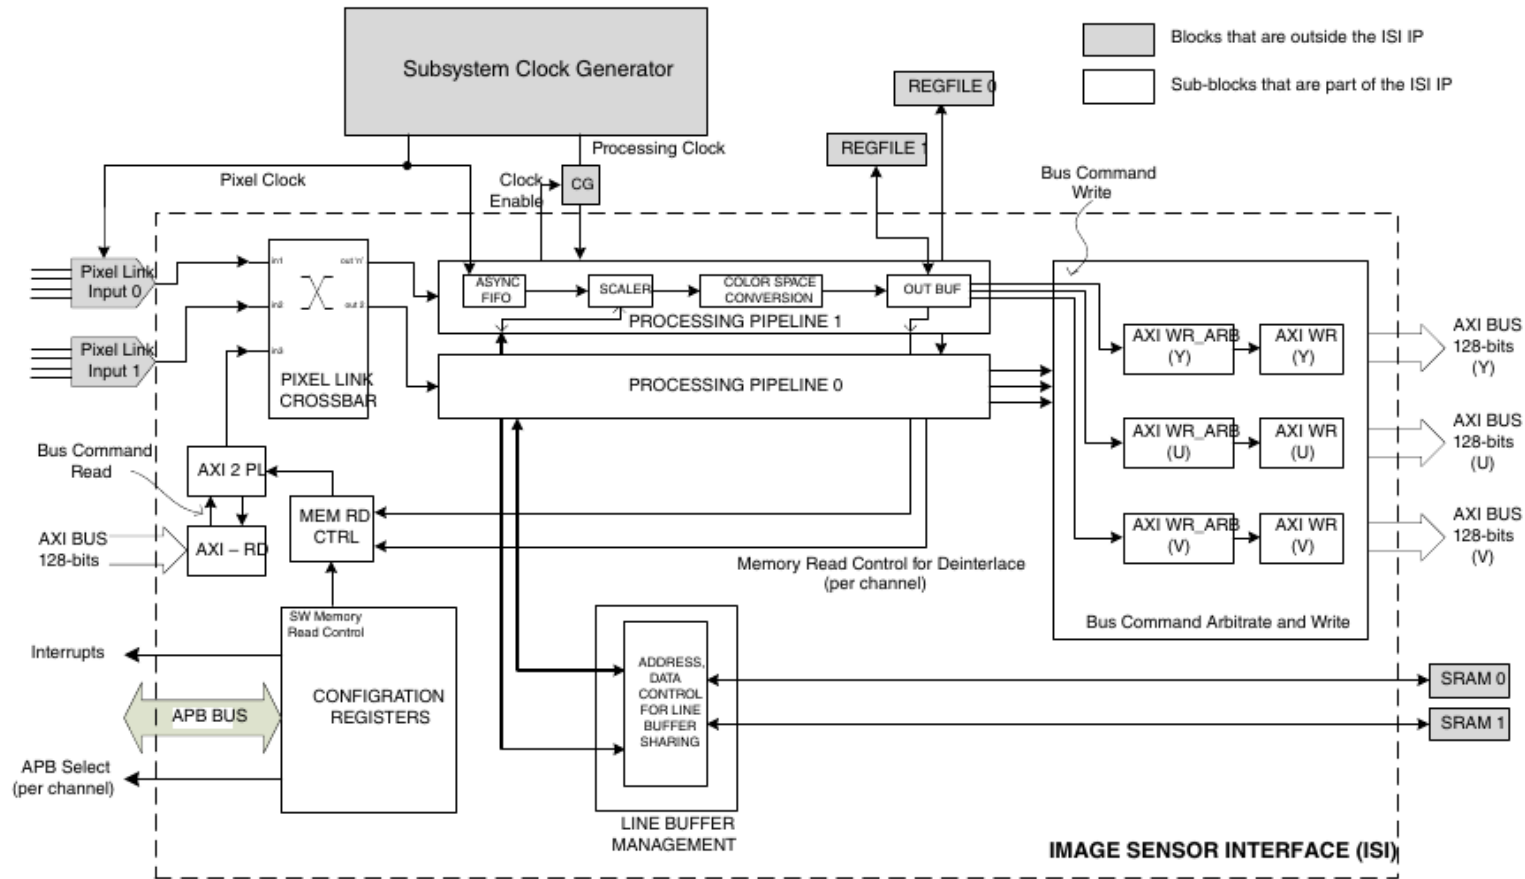 Subsystem Clock Generator
Blocks that are outside the ISI IP
Sub-blocks that are part of the ISI IP
REGFILE 0
REGFILE 1
Processing Clock
Pixel Clock
Clock
Enable
CG
Bus Command
Write
Pixel Link
Input 0
Pixel Link
Input 1
in1
in2
in3
out 'n'
out 2
PIXEL LINK
CROSSBAR
ASYNC
FIFO
SCALER
COLOR SPACE
CONVERSION
OUT BUF
PROCESSING PIPELINE 1
PROCESSING PIPELINE 0
AXI WR_ARB
(Y)
AXI WR
(Y)
AXI BUS
128-bits
(Y)
AXI WR_ARB
(U)
AXI WR
(U)
AXI BUS
128-bits
(U)
AXI WR_ARB
(V)
AXI WR
(V)
AXI BUS
128-bits
(V)
Bus Command Arbitrate and Write
Bus Command
Read
AXI 2 PL
AXI – RD
AXI BUS
128-bits
MEM RD
CTRL
Memory Read Control for Deinterlace
(per channel)
SW Memory
Read Control
CONFIGRATION
REGISTERS
Interrupts
APB BUS
APB Select
(per channel)
ADDRESS,
DATA
CONTROL
FOR LINE
BUFFER
SHARING
LINE BUFFER
MANAGEMENT
SRAM 0
SRAM 1
IMAGE SENSOR INTERFACE (ISI)